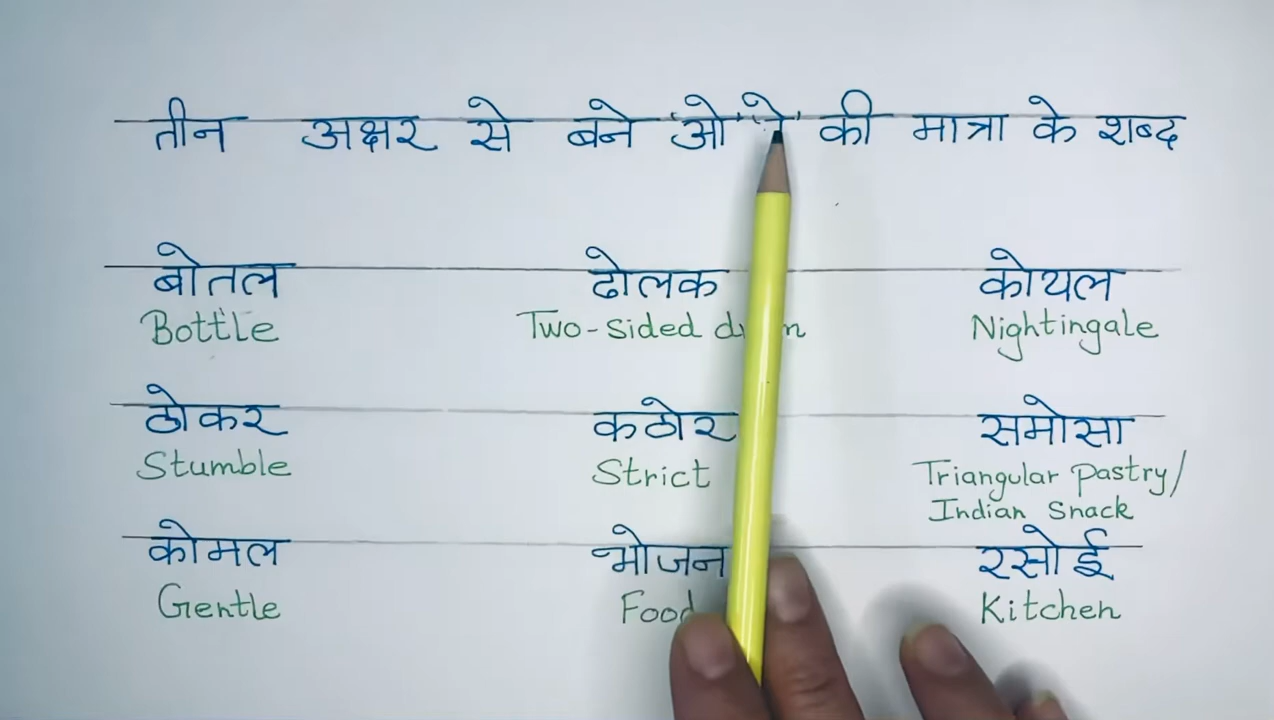 तीन अक्षर से बने 'ओ' 'ो' की मात्रा के शब्द
बोतल ढोलक कोयल
Bottle Two-sided Nightingale
ठोकर कठोर समोसा
Stumble Strict Triangular Pastry/
Indian Snack
कोमल भोजन रसोई
Gentle Food Kitchen